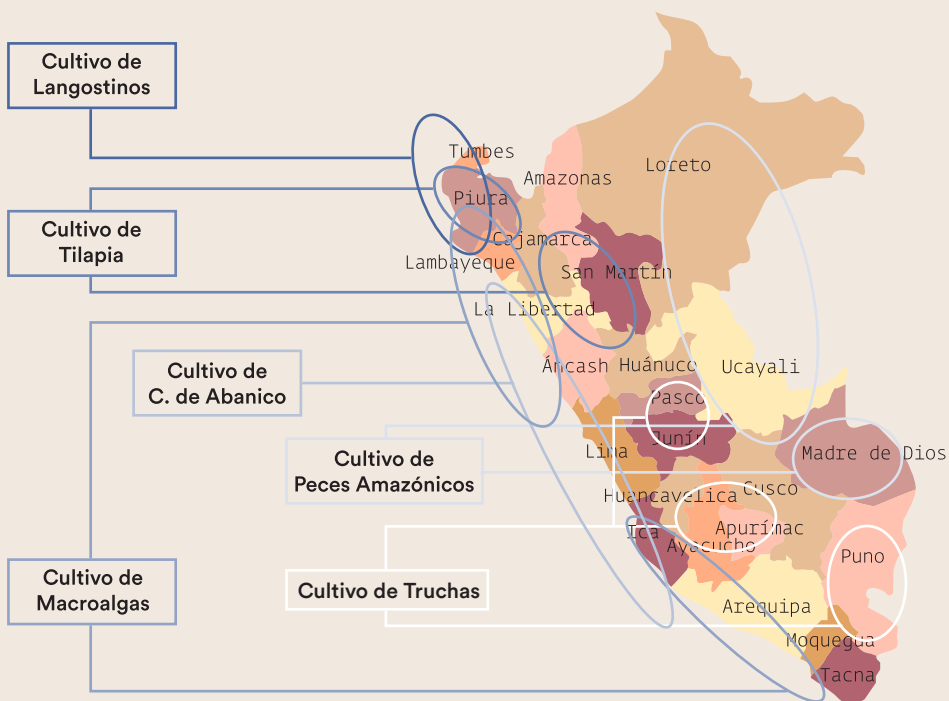 Cultivo de
Langostinos
Cultivo de
Tilapia
Cultivo de
C. de Abanico
Cultivo de
Peces Amazónicos
Cultivo de Truchas
Cultivo de
Macroalgas
Tumbes
Piura
Amazonas
Loreto
Cajamarca
Lambayeque
San Martín
La Libertad
Áncash
Huánuco
Ucayali
Pasco
Junín
Lima
Madre de Dios
Huancavelica
Cusco
Ica
Apurímac
Ayacucho
Puno
Arequipa
Moquegua
Tacna